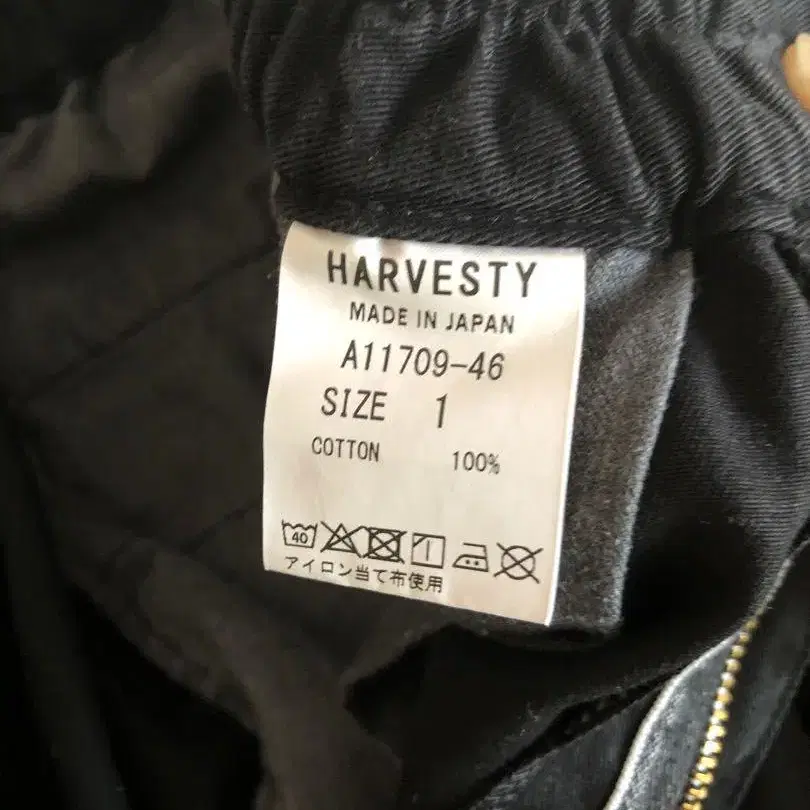 HARVESTY
MADE IN JAPAN
A11709-46
SIZE 1
COTTON 100%
40
アイロン当て布使用